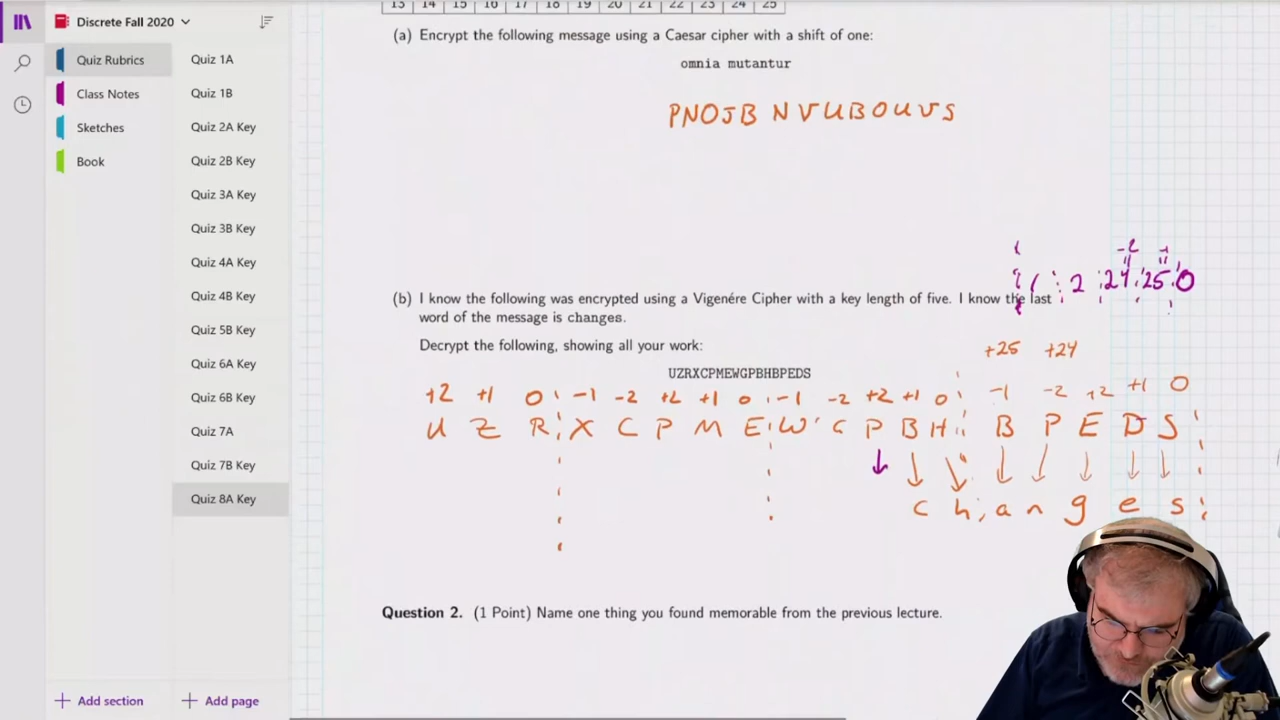 Discrete Fall 2020
Quiz Rubrics
Class Notes
Sketches
Book
Quiz 1A
Quiz 1B
Quiz 2A Key
Quiz 2B Key
Quiz 3A Key
Quiz 3B Key
Quiz 4A Key
Quiz 4B Key
Quiz 5B Key
Quiz 6A Key
Quiz 6B Key
Quiz 7A
Quiz 7B Key
Quiz 8A Key
Add section
Add page
13 14 15 16 17 18 19 20 21 22 23 24 25
(a) Encrypt the following message using a Caesar cipher with a shift of one:
omnia mutantur
PNOJB NVUBOUVS
-2 -1
1 2 24 25 0
(b) I know the following was encrypted using a Vigenére Cipher with a key length of five. I know the last
word of the message is changes.
Decrypt the following, showing all your work:
+25 +24
UZRXCPMEWGPBHBPEDS
+2 +1 0 -1 -2 +2 +1 0 -1 -2 +2 +1 0 -1 -2 +2 +1 0
U Z R X C P M E W G P B H B P E D S
c h a n g e s
Question 2. (1 Point) Name one thing you found memorable from the previous lecture.